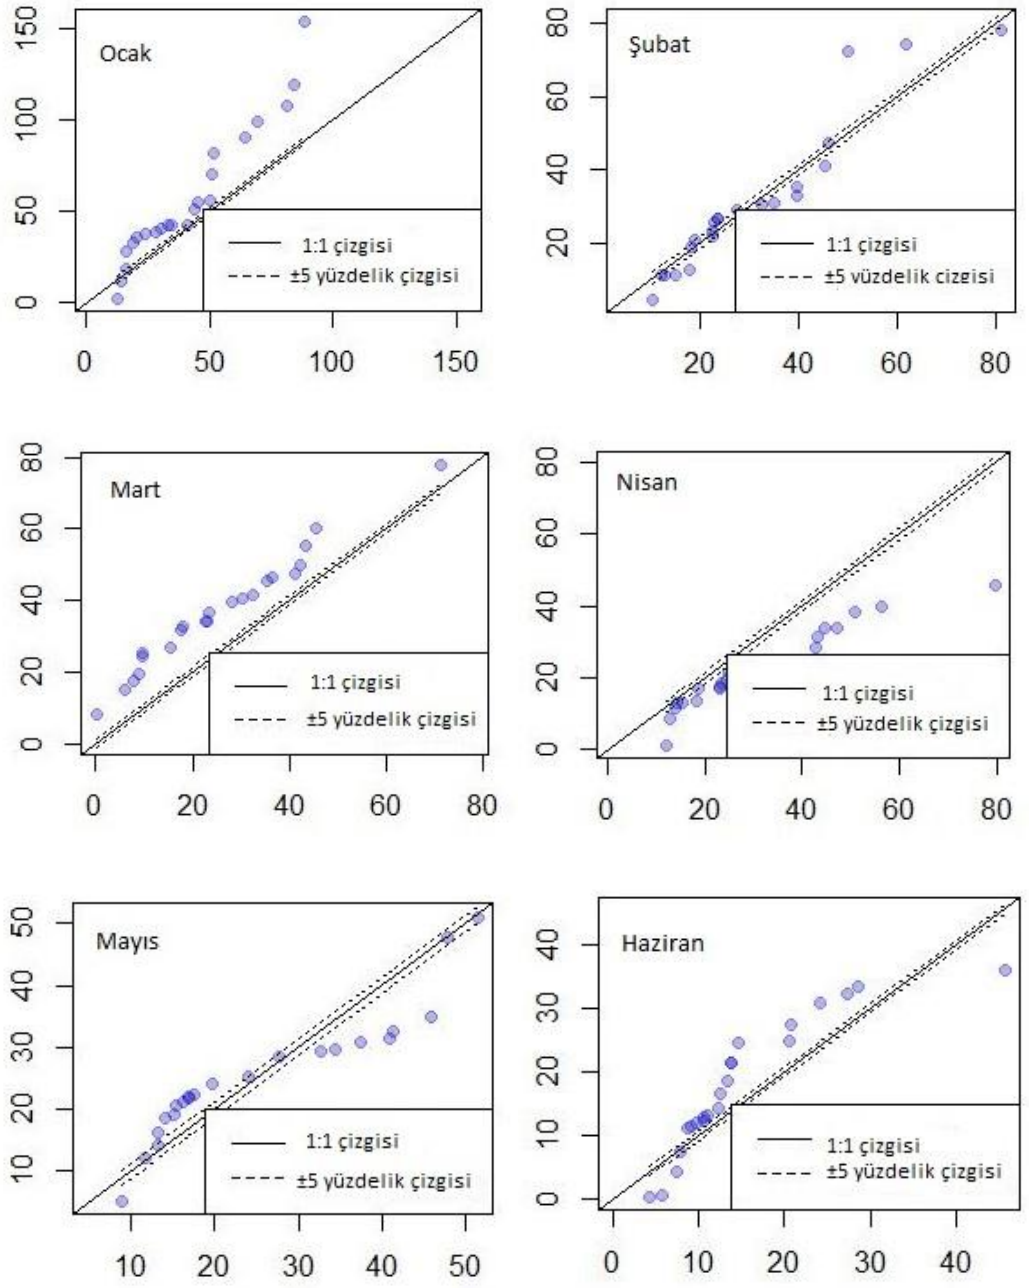 Ocak
150
100
50
0
1:1 çizgisi
±5 yüzdelik çizgisi
0 50 100 150
Şubat
80
60
40
20
1:1 çizgisi
±5 yüzdelik cizgisi
20 40 60 80
Mart
80
60
40
20
0
1:1 çizgisi
±5 yüzdelik çizgisi
0 20 40 60 80
Nisan
80
60
40
20
0
1:1 çizgisi
±5 yüzdelik çizgisi
0 20 40 60 80
Mayıs
50
40
30
20
10
1:1 çizgisi
±5 yüzdelik çizgisi
10 20 30 40 50
Haziran
40
30
20
10
0
1:1 çizgisi
±5 yüzdelik çizgisi
0 10 20 30 40